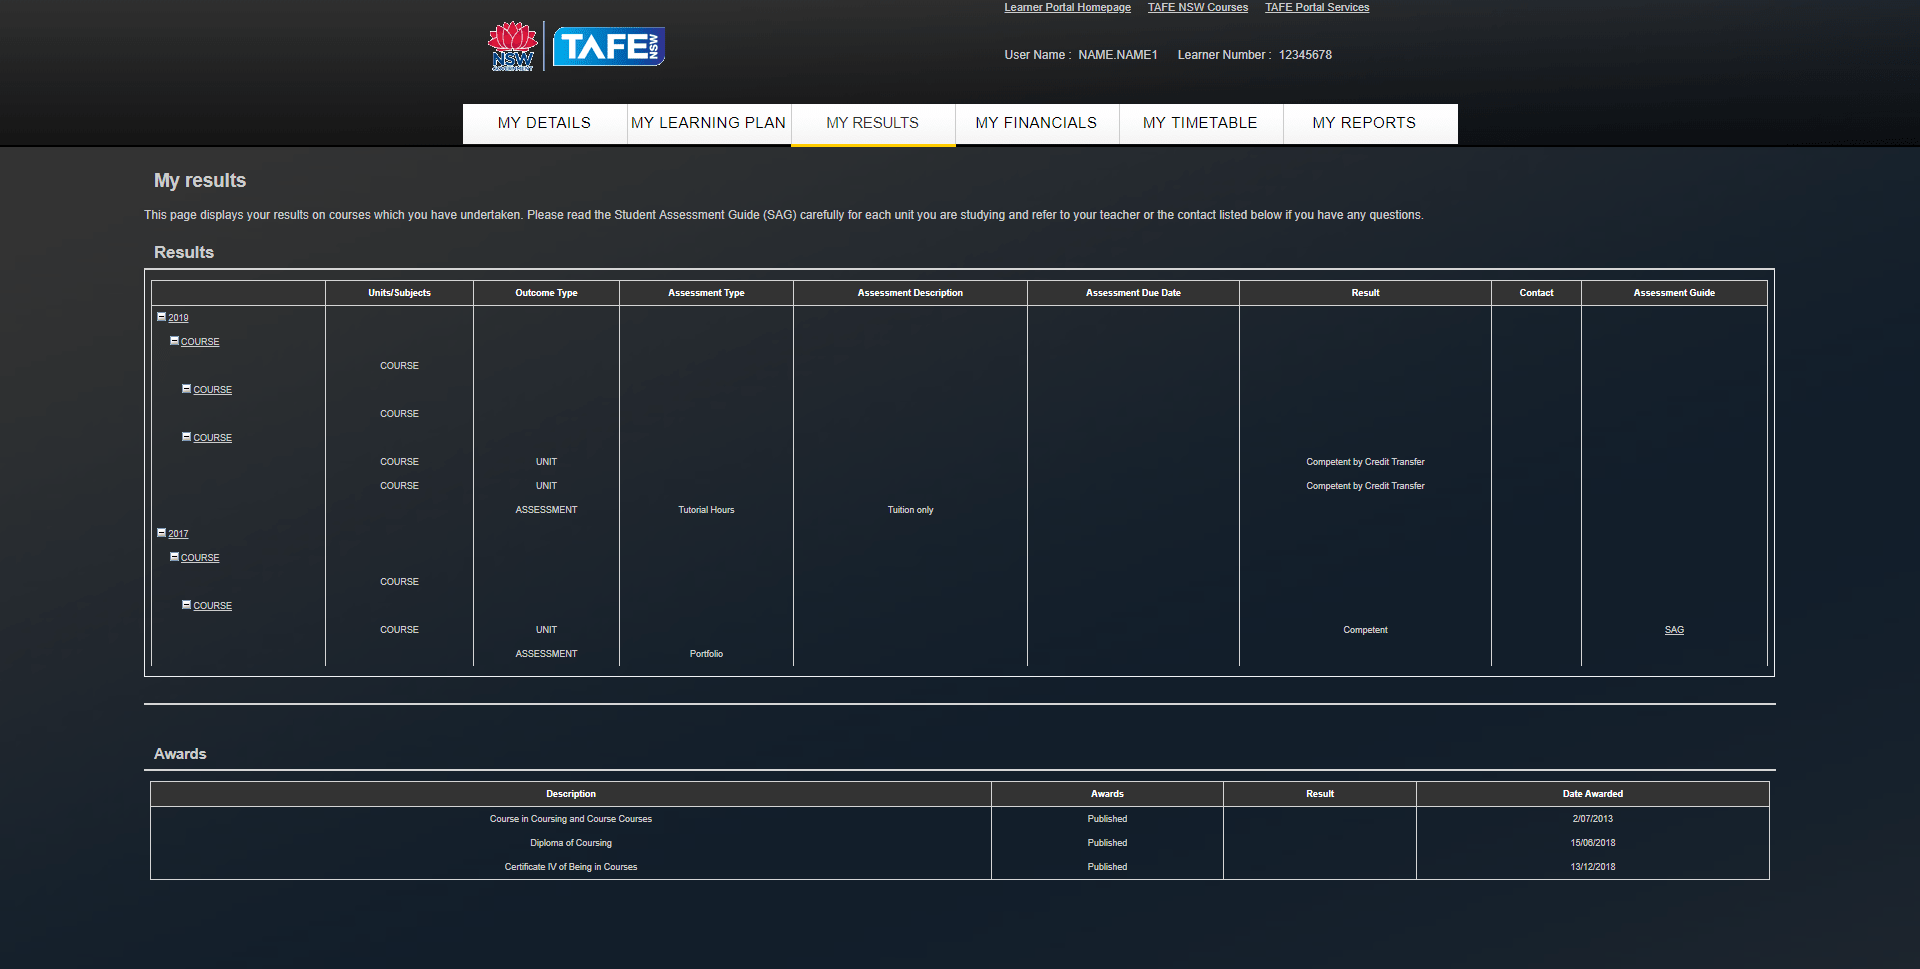 Learner Portal Homepage TAFE NSW Courses TAFE Portal Services
NSW GOVERNMENT TAFE NSW
User Name : NAME.NAME1 Learner Number : 12345678
MY DETAILS MY LEARNING PLAN MY RESULTS MY FINANCIALS MY TIMETABLE MY REPORTS
My results
This page displays your results on courses which you have undertaken. Please read the Student Assessment Guide (SAG) carefully for each unit you are studying and refer to your teacher or the contact listed below if you have any questions.
Results
Units/Subjects Outcome Type Assessment Type Assessment Description Assessment Due Date Result Contact Assessment Guide
2019
COURSE
COURSE
COURSE
COURSE
COURSE
COURSE UNIT Competent by Credit Transfer
COURSE UNIT Competent by Credit Transfer
ASSESSMENT Tutorial Hours Tuition only
2017
COURSE
COURSE
COURSE
COURSE UNIT Competent SAG
ASSESSMENT Portfolio
Awards
Description Awards Result Date Awarded
Course in Coursing and Course Courses Published 2/07/2013
Diploma of Coursing Published 15/06/2018
Certificate IV of Being in Courses Published 13/12/2018